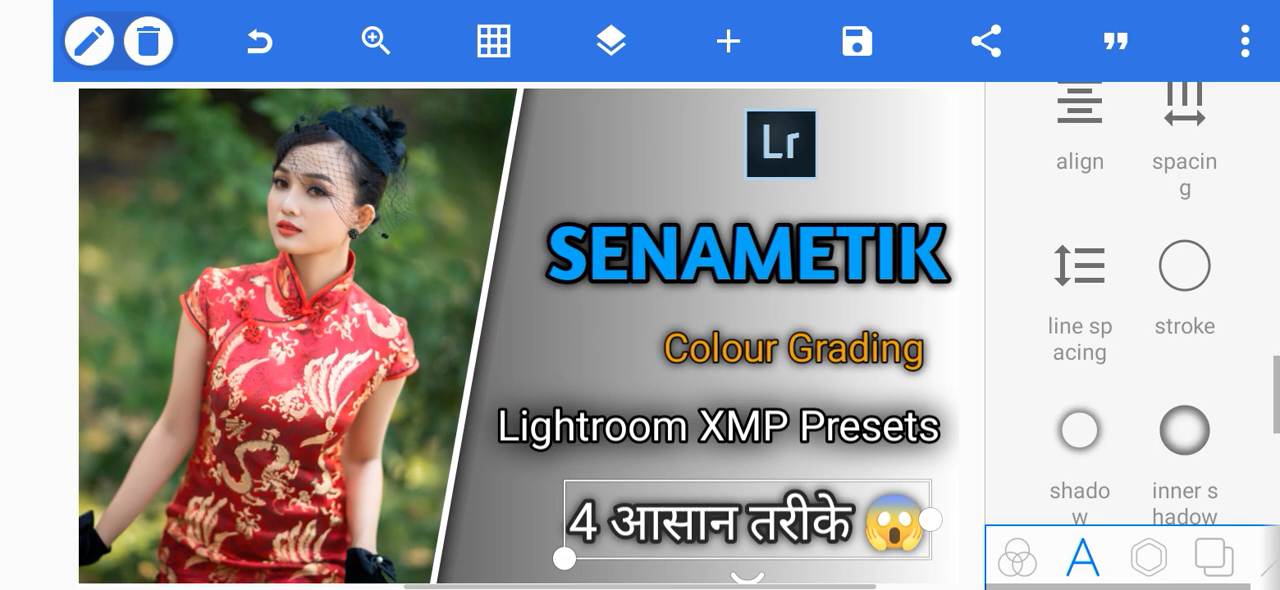 Lr
SENAMETIK
Colour Grading
Lightroom XMP Presets
4 आसान तरीके 😱
align
spacin
g
line sp
acing
stroke
shado
w
inner s
hadow
A